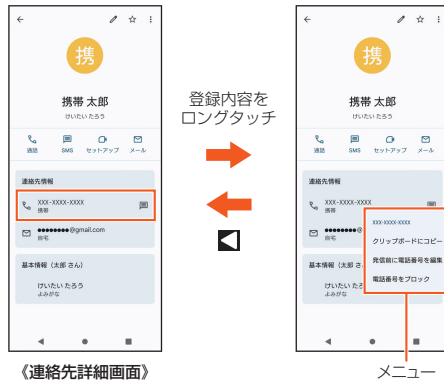 携
携帯 太郎
けいたい たろう
通話 SMS セットアップ メール
連絡先情報
XXX-XXXX-XXXX
携帯
●●●●●●●●@gmail.com
自宅
基本情報（太郎 さん）
けいたい たろう
よみがな
《連絡先詳細画面》
登録内容を
ロングタッチ
携
携帯 太郎
けいたい たろう
通話 SMS セットアップ メール
連絡先情報
XXX-XXXX-XXXX
携帯
●●●●●●●●@
自宅
基本情報（太郎 さ
けいたい たろ
よみがな
XXX-XXXX-XXXX
クリップボードにコピー
発信前に電話番号を編集
電話番号をブロック
メニュー